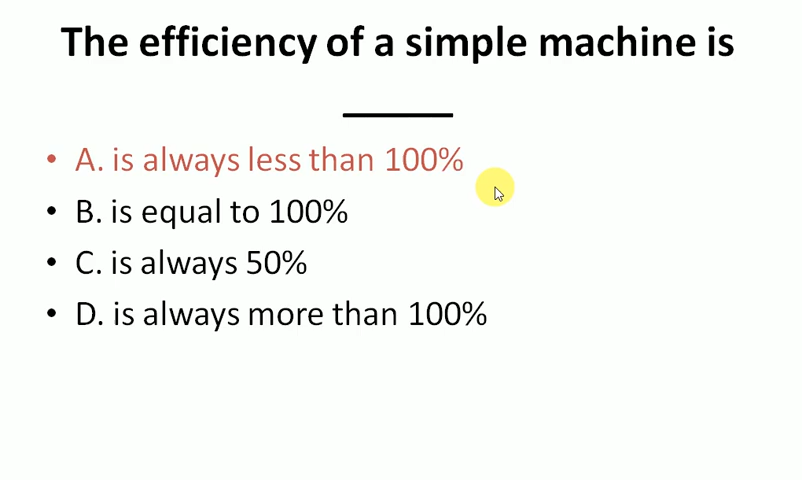 The efficiency of a simple machine is
______
• A. is always less than 100%
• B. is equal to 100%
• C. is always 50%
• D. is always more than 100%